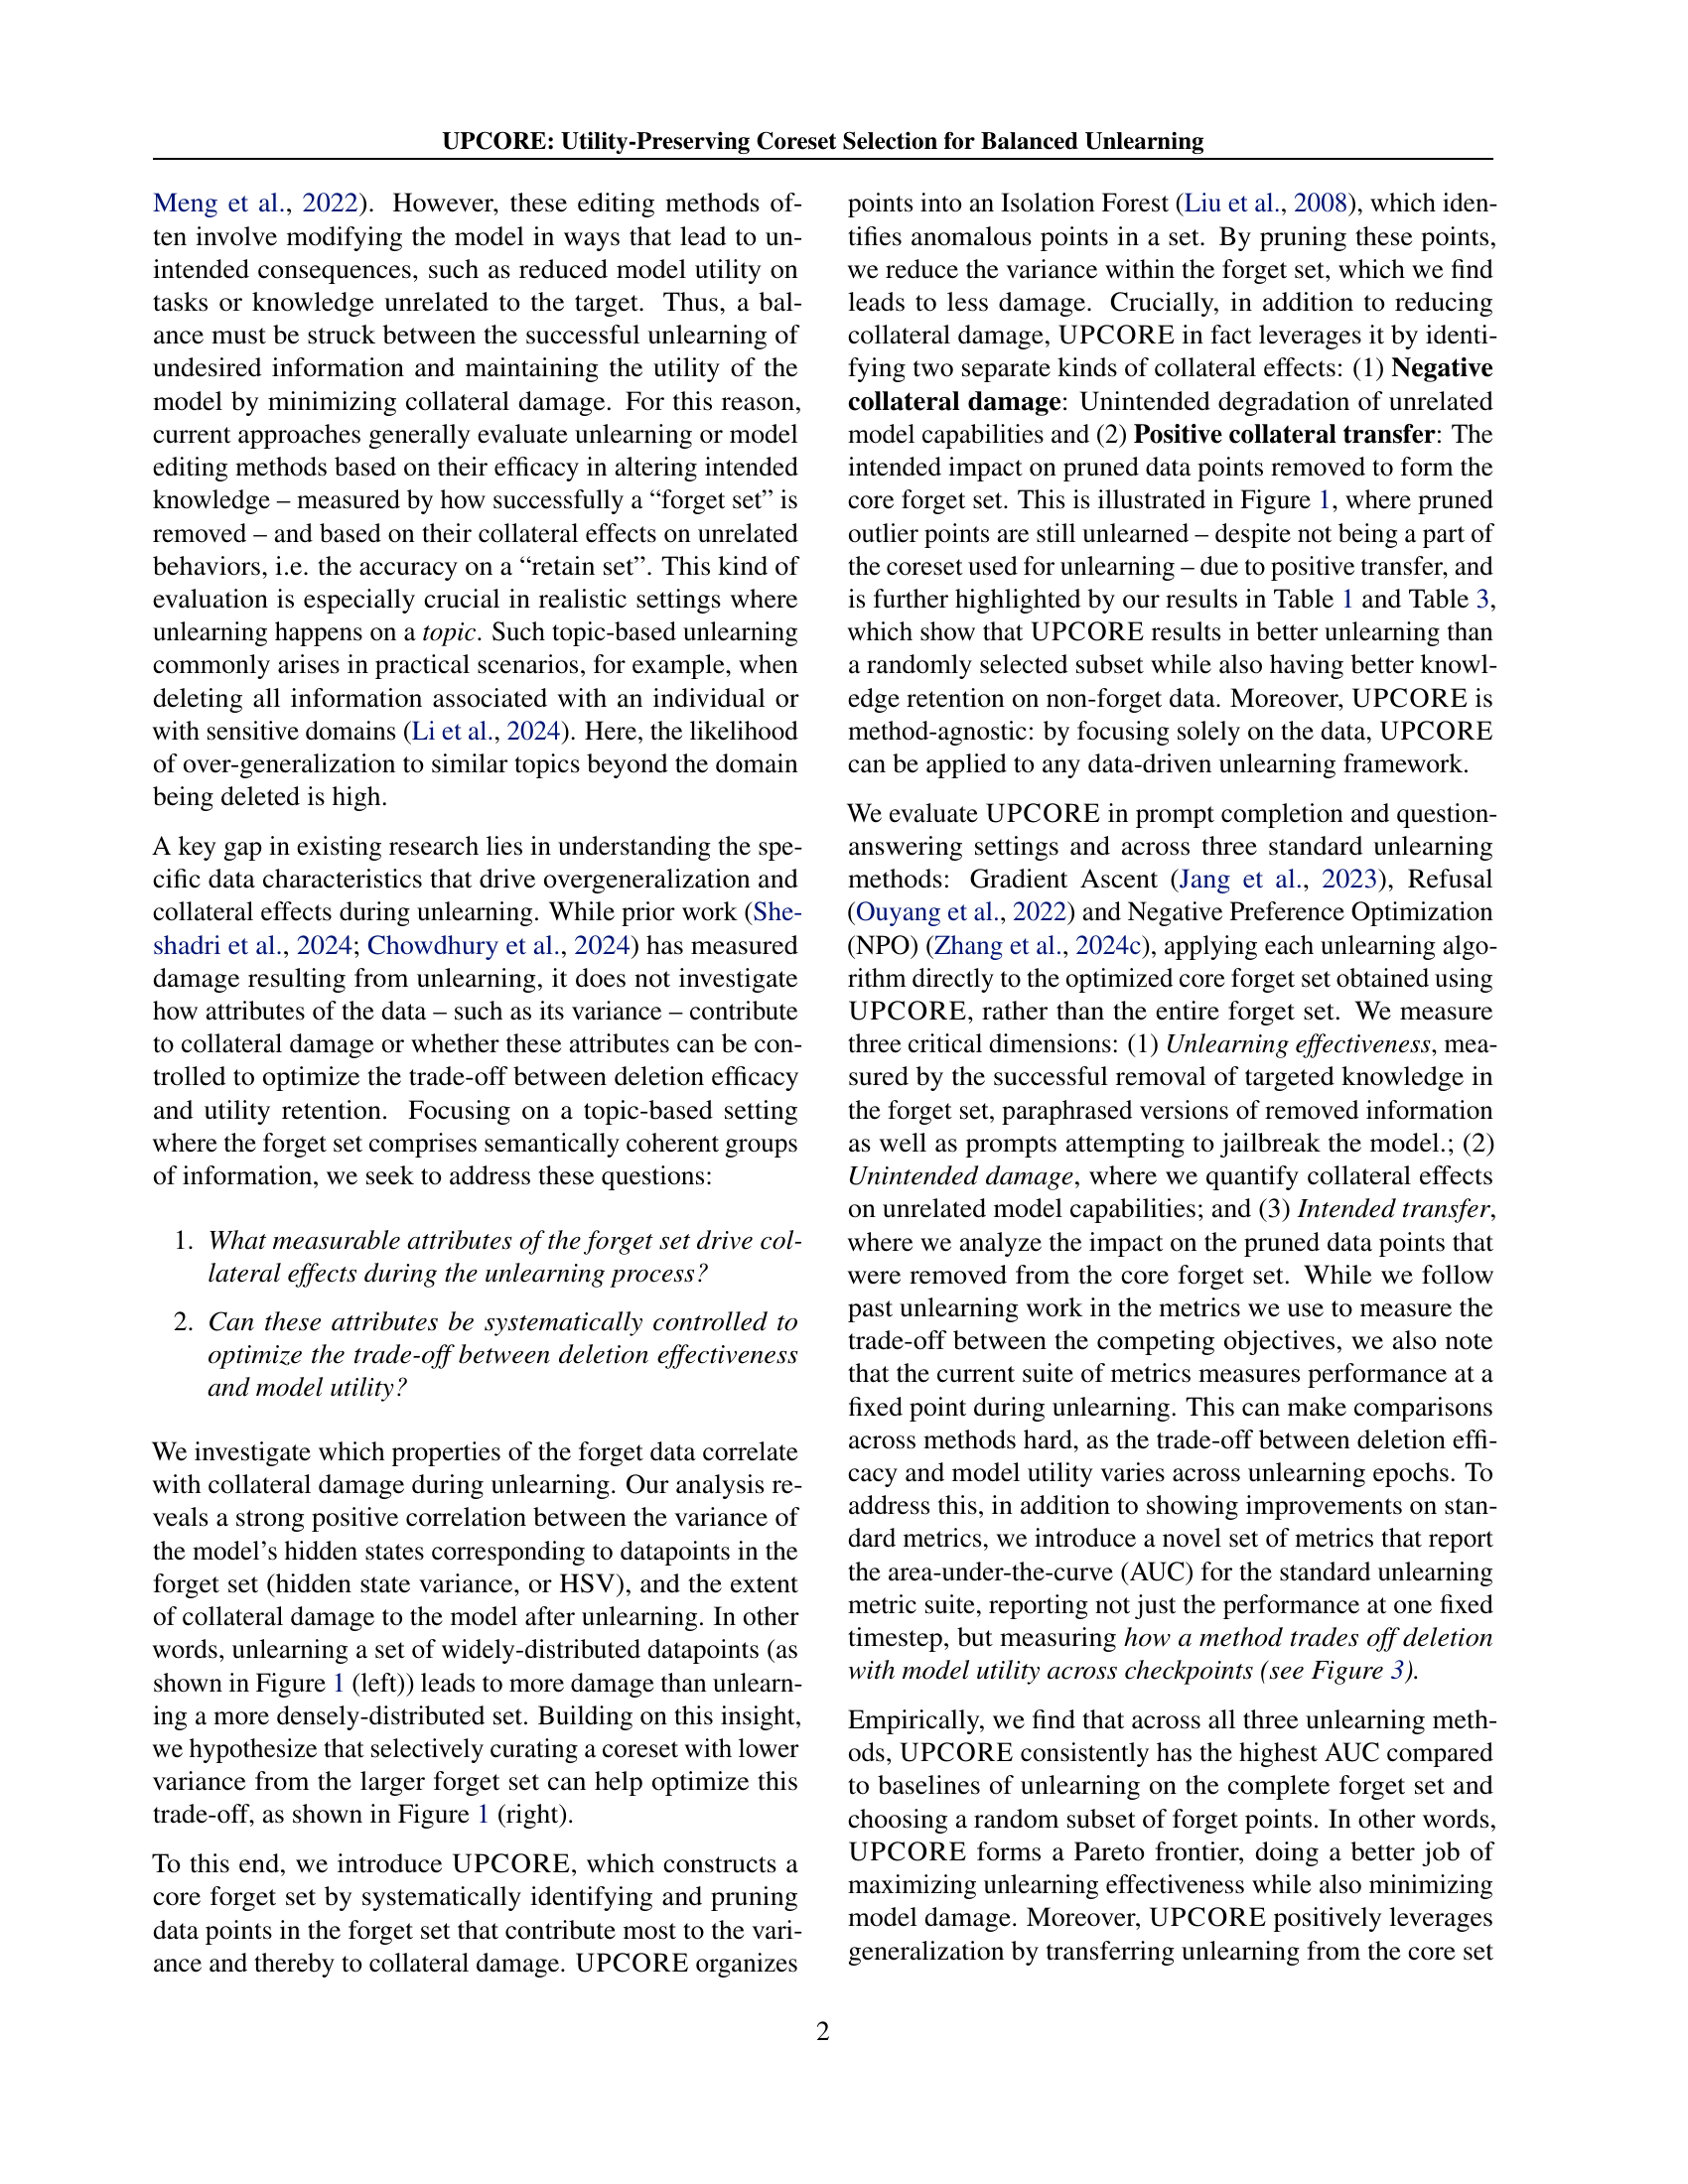 UPCORE: Utility-Preserving Coreset Selection for Balanced Unlearning
Meng et al., 2022). However, these editing methods of-
ten involve modifying the model in ways that lead to un-
intended consequences, such as reduced model utility on
tasks or knowledge unrelated to the target. Thus, a bal-
ance must be struck between the successful unlearning of
undesired information and maintaining the utility of the
model by minimizing collateral damage. For this reason,
current approaches generally evaluate unlearning or model
editing methods based on their efficacy in altering intended
knowledge – measured by how successfully a “forget set” is
removed – and based on their collateral effects on unrelated
behaviors, i.e. the accuracy on a “retain set”. This kind of
evaluation is especially crucial in realistic settings where
unlearning happens on a topic. Such topic-based unlearning
commonly arises in practical scenarios, for example, when
deleting all information associated with an individual or
with sensitive domains (Li et al., 2024). Here, the likelihood
of over-generalization to similar topics beyond the domain
being deleted is high.
A key gap in existing research lies in understanding the spe-
cific data characteristics that drive overgeneralization and
collateral effects during unlearning. While prior work (She-
shadri et al., 2024; Chowdhury et al., 2024) has measured
damage resulting from unlearning, it does not investigate
how attributes of the data – such as its variance – contribute
to collateral damage or whether these attributes can be con-
trolled to optimize the trade-off between deletion efficacy
and utility retention. Focusing on a topic-based setting
where the forget set comprises semantically coherent groups
of information, we seek to address these questions:
1. What measurable attributes of the forget set drive col-
lateral effects during the unlearning process?
2. Can these attributes be systematically controlled to
optimize the trade-off between deletion effectiveness
and model utility?
We investigate which properties of the forget data correlate
with collateral damage during unlearning. Our analysis re-
veals a strong positive correlation between the variance of
the model’s hidden states corresponding to datapoints in the
forget set (hidden state variance, or HSV), and the extent
of collateral damage to the model after unlearning. In other
words, unlearning a set of widely-distributed datapoints (as
shown in Figure 1 (left)) leads to more damage than unlearn-
ing a more densely-distributed set. Building on this insight,
we hypothesize that selectively curating a coreset with lower
variance from the larger forget set can help optimize this
trade-off, as shown in Figure 1 (right).
To this end, we introduce UPCORE, which constructs a
core forget set by systematically identifying and pruning
data points in the forget set that contribute most to the vari-
ance and thereby to collateral damage. UPCORE organizes
points into an Isolation Forest (Liu et al., 2008), which iden-
tifies anomalous points in a set. By pruning these points,
we reduce the variance within the forget set, which we find
leads to less damage. Crucially, in addition to reducing
collateral damage, UPCORE in fact leverages it by identi-
fying two separate kinds of collateral effects: (1) Negative
collateral damage: Unintended degradation of unrelated
model capabilities and (2) Positive collateral transfer: The
intended impact on pruned data points removed to form the
core forget set. This is illustrated in Figure 1, where pruned
outlier points are still unlearned – despite not being a part of
the coreset used for unlearning – due to positive transfer, and
is further highlighted by our results in Table 1 and Table 3,
which show that UPCORE results in better unlearning than
a randomly selected subset while also having better knowl-
edge retention on non-forget data. Moreover, UPCORE is
method-agnostic: by focusing solely on the data, UPCORE
can be applied to any data-driven unlearning framework.
We evaluate UPCORE in prompt completion and question-
answering settings and across three standard unlearning
methods: Gradient Ascent (Jang et al., 2023), Refusal
(Ouyang et al., 2022) and Negative Preference Optimization
(NPO) (Zhang et al., 2024c), applying each unlearning algo-
rithm directly to the optimized core forget set obtained using
UPCORE, rather than the entire forget set. We measure
three critical dimensions: (1) Unlearning effectiveness, mea-
sured by the successful removal of targeted knowledge in
the forget set, paraphrased versions of removed information
as well as prompts attempting to jailbreak the model.; (2)
Unintended damage, where we quantify collateral effects
on unrelated model capabilities; and (3) Intended transfer,
where we analyze the impact on the pruned data points that
were removed from the core forget set. While we follow
past unlearning work in the metrics we use to measure the
trade-off between the competing objectives, we also note
that the current suite of metrics measures performance at a
fixed point during unlearning. This can make comparisons
across methods hard, as the trade-off between deletion effi-
cacy and model utility varies across unlearning epochs. To
address this, in addition to showing improvements on stan-
dard metrics, we introduce a novel set of metrics that report
the area-under-the-curve (AUC) for the standard unlearning
metric suite, reporting not just the performance at one fixed
timestep, but measuring how a method trades off deletion
with model utility across checkpoints (see Figure 3).
Empirically, we find that across all three unlearning meth-
ods, UPCORE consistently has the highest AUC compared
to baselines of unlearning on the complete forget set and
choosing a random subset of forget points. In other words,
UPCORE forms a Pareto frontier, doing a better job of
maximizing unlearning effectiveness while also minimizing
model damage. Moreover, UPCORE positively leverages
generalization by transferring unlearning from the core set
2